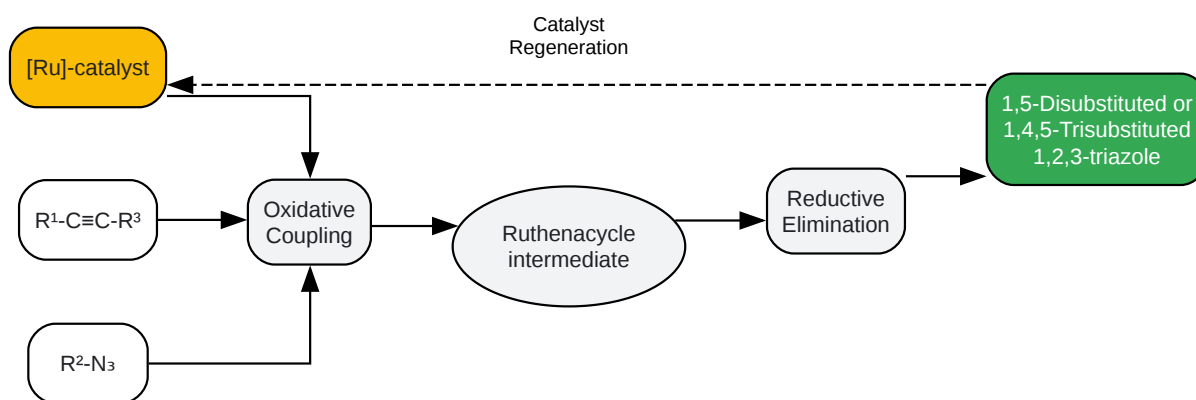 Catalyst
Regeneration
[Ru]-catalyst
1,5-Disubstituted or
1,4,5-Trisubstituted
1,2,3-triazole
R¹-C≡C-R³
Oxidative
Coupling
Ruthenacycle
intermediate
Reductive
Elimination
R²-N₃